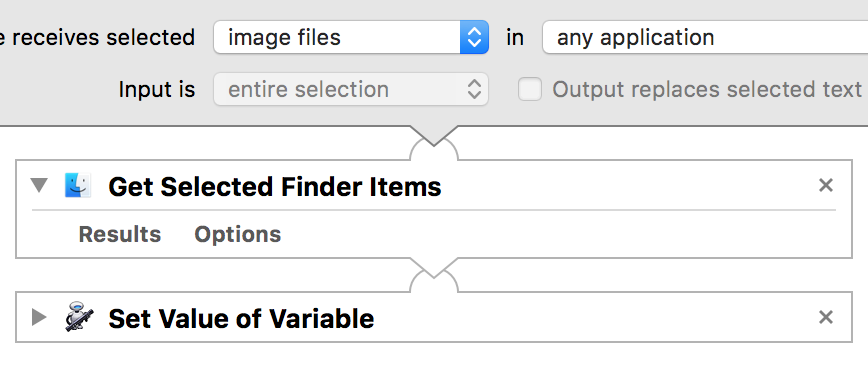 e receives selected image files in any application
Input is entire selection Output replaces selected text
Get Selected Finder Items
Results Options
Set Value of Variable